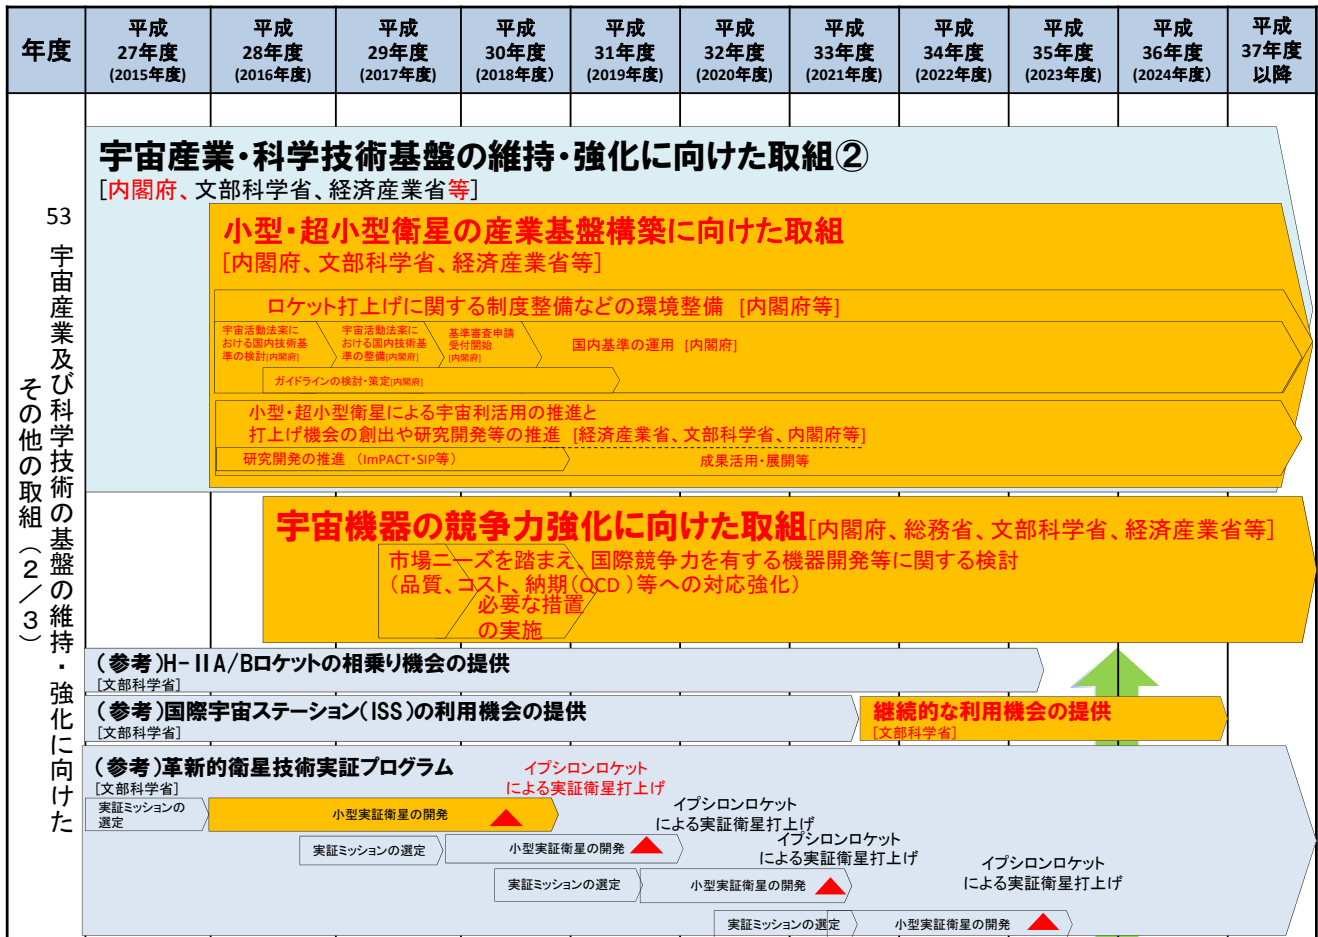 年度
平成
27年度
(2015年度)
平成
28年度
(2016年度)
平成
29年度
(2017年度)
平成
30年度
(2018年度)
平成
31年度
(2019年度)
平成
32年度
(2020年度)
平成
33年度
(2021年度)
平成
34年度
(2022年度)
平成
35年度
(2023年度)
平成
36年度
(2024年度)
平成
37年度
以降
53
宇宙産業及び科学技術の基盤の維持・強化に向けた
その他の取組（２／３）
宇宙産業・科学技術基盤の維持・強化に向けた取組②
[内閣府、文部科学省、経済産業省等]
小型・超小型衛星の産業基盤構築に向けた取組
[内閣府、文部科学省、経済産業省等]
ロケット打上げに関する制度整備などの環境整備 [内閣府等]
宇宙活動法案に
おける国内技術基
準の検討[内閣府]
宇宙活動法案に
おける国内技術基
準の整備[内閣府]
基準審査申請
受付開始
[内閣府]
国内基準の運用 [内閣府]
ガイドラインの検討・策定[内閣府]
小型・超小型衛星による宇宙利活用の推進と
打上げ機会の創出や研究開発等の推進 [経済産業省、文部科学省、内閣府等]
研究開発の推進 （ImPACT・SIP等）
成果活用・展開等
宇宙機器の競争力強化に向けた取組[内閣府、総務省、文部科学省、経済産業省等]
市場ニーズを踏まえ、国際競争力を有する機器開発等に関する検討
（品質、コスト、納期（QCD）等への対応強化）
必要な措置
の実施
（参考）H-ⅡA/Bロケットの相乗り機会の提供
[文部科学省]
（参考）国際宇宙ステーション（ISS）の利用機会の提供
[文部科学省]
継続的な利用機会の提供
[文部科学省]
（参考）革新的衛星技術実証プログラム
[文部科学省]
イプシロンロケット
による実証衛星打上げ
実証ミッションの
選定
小型実証衛星の開発
イプシロンロケット
による実証衛星打上げ
実証ミッションの選定
小型実証衛星の開発
イプシロンロケット
による実証衛星打上げ
実証ミッションの選定
小型実証衛星の開発
イプシロンロケット
による実証衛星打上げ
実証ミッションの選定
小型実証衛星の開発